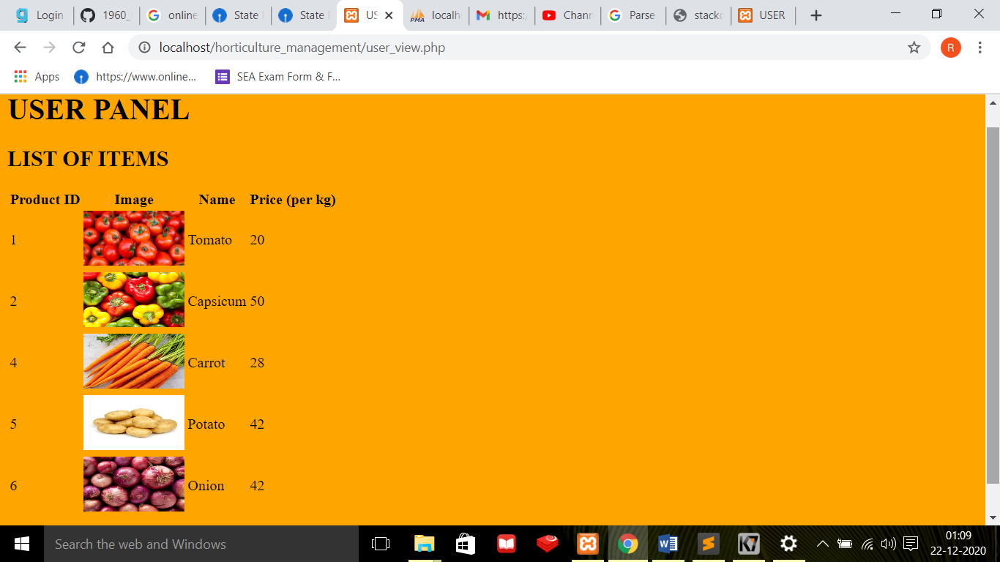 Login 1960_ online State State US localh https: Chann Parse stack USER
localhost/horticulture_management/user_view.php R
Apps https://www.online... SEA Exam Form & F...
USER PANEL
LIST OF ITEMS
Product ID Image Name Price (per kg)
1 Tomato 20
2 Capsicum 50
4 Carrot 28
5 Potato 42
6 Onion 42
Search the web and Windows
01:09
22-12-2020